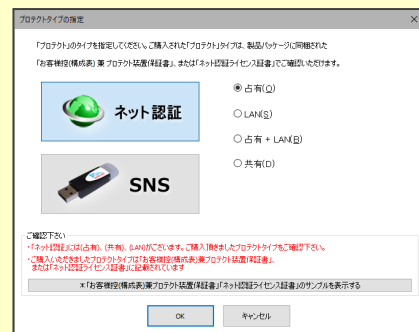 プロテクトタイプの指定
「プロテクト」のタイプを指定してください。ご購入された「プロテクト」タイプは、製品パッケージに同梱された
「お客様控(構成表) 兼 プロテクト装置保証書」、または「ネット認証ライセンス証書」でご確認いただけます。
ネット認証
SNS
占有(O)
LAN(S)
占有 + LAN(B)
共有(D)
ご確認下さい
・「ネット認証」には(占有)、(共有)、(LAN)がございます。ご購入頂きましたプロテクトタイプをご確認下さい。
・ご購入いただきましたプロテクトタイプは「お客様控(構成表)兼プロテクト装置保証書」、
または「ネット認証ライセンス証書」に記載されています
＊「お客様控(構成表)兼プロテクト装置保証書」「ネット認証ライセンス証書」のサンプルを表示する
OK
キャンセル